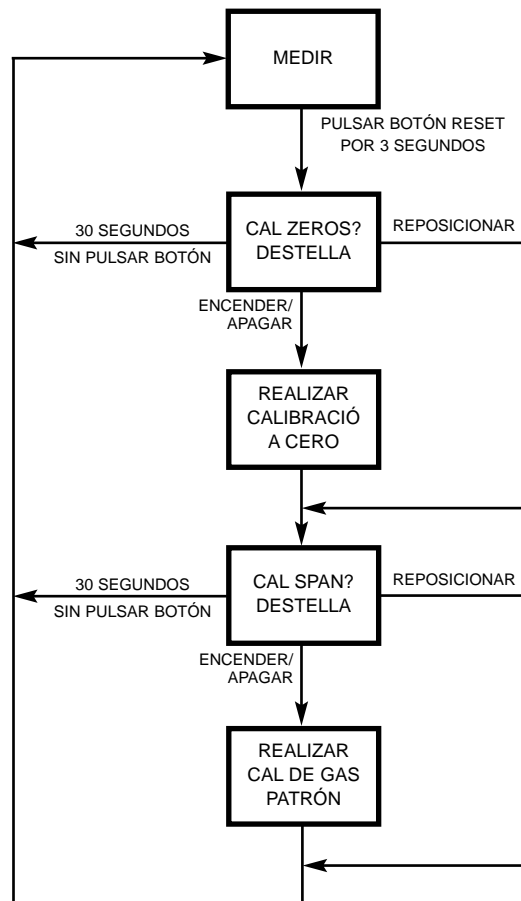 MEDIR
PULSAR BOTÓN RESET
POR 3 SEGUNDOS
30 SEGUNDOS
SIN PULSAR BOTÓN
CAL ZEROS?
DESTELLA
REPOSICIONAR
ENCENDER/
APAGAR
REALIZAR
CALIBRACIÓ
A CERO
30 SEGUNDOS
SIN PULSAR BOTÓN
CAL SPAN?
DESTELLA
REPOSICIONAR
ENCENDER/
APAGAR
REALIZAR
CAL DE GAS
PATRÓN